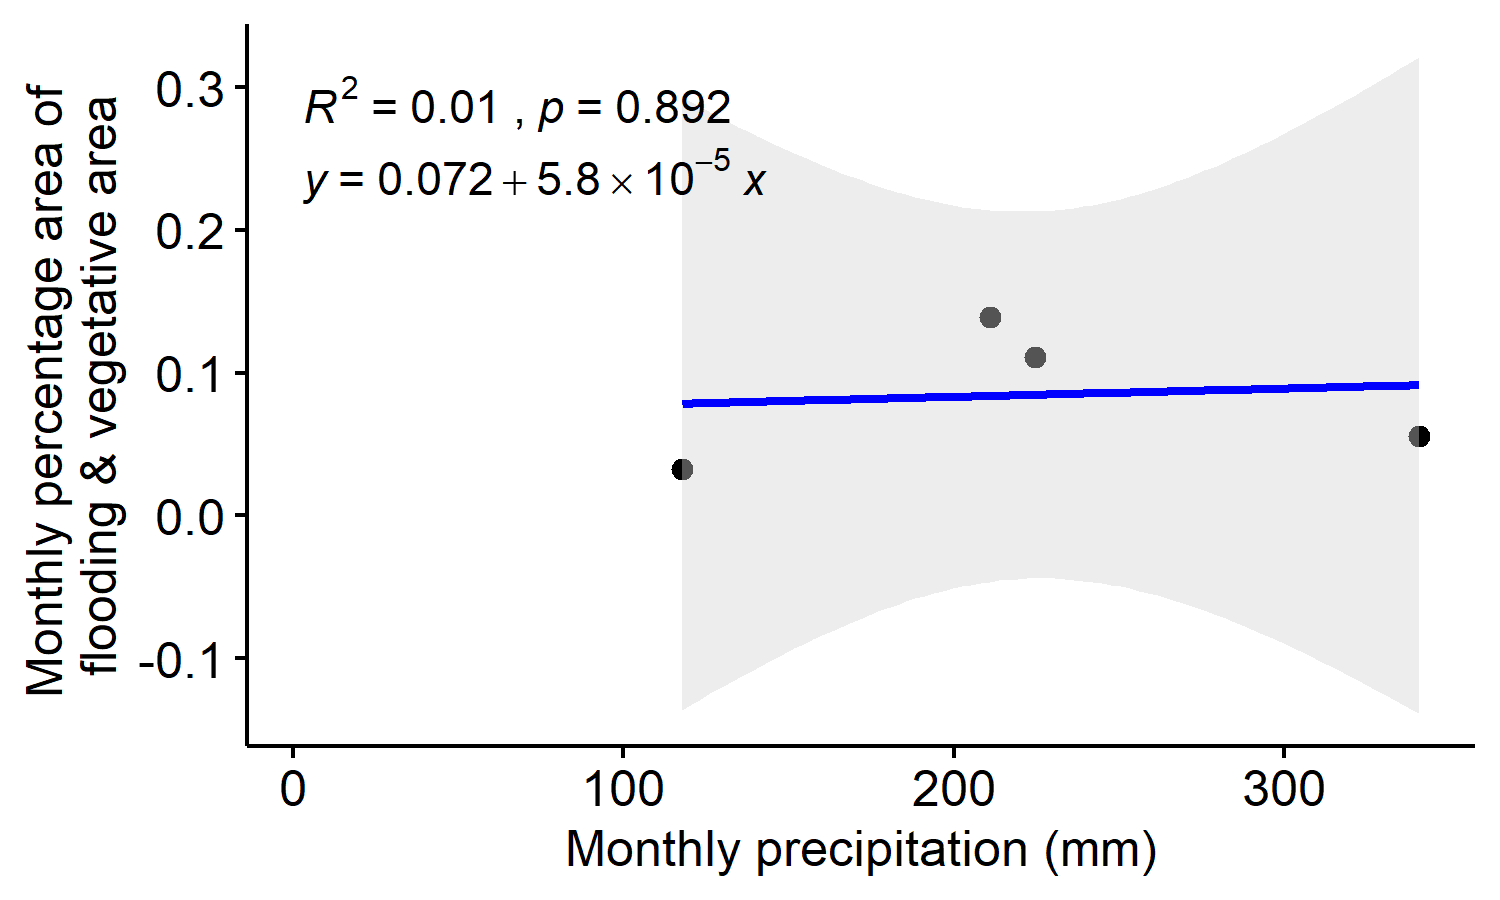 R² = 0.01 , p = 0.892
y = 0.072 + 5.8 × 10⁻⁵ x
Monthly percentage area of
flooding & vegetative area
0.3
0.2
0.1
0.0
-0.1
0 100 200 300
Monthly precipitation (mm)